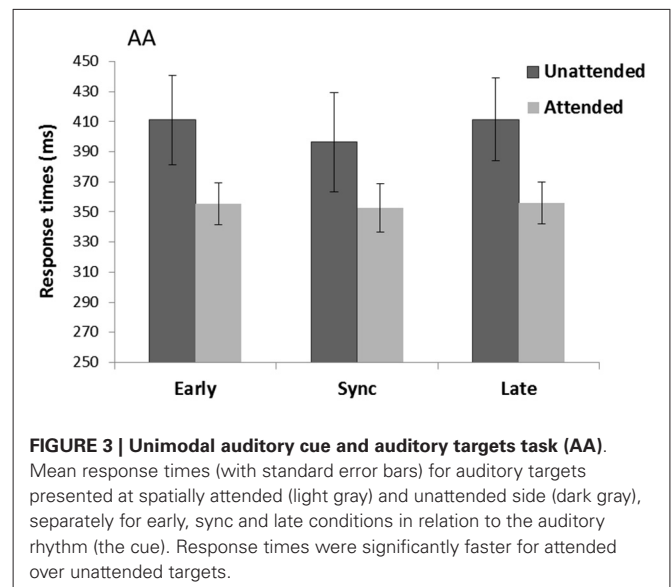 AA
450
430
410
390
370
350
330
310
290
270
250
Response times (ms)
Unattended
Attended
Early Sync Late
FIGURE 3 | Unimodal auditory cue and auditory targets task (AA).
Mean response times (with standard error bars) for auditory targets
presented at spatially attended (light gray) and unattended side (dark gray),
separately for early, sync and late conditions in relation to the auditory
rhythm (the cue). Response times were significantly faster for attended
over unattended targets.